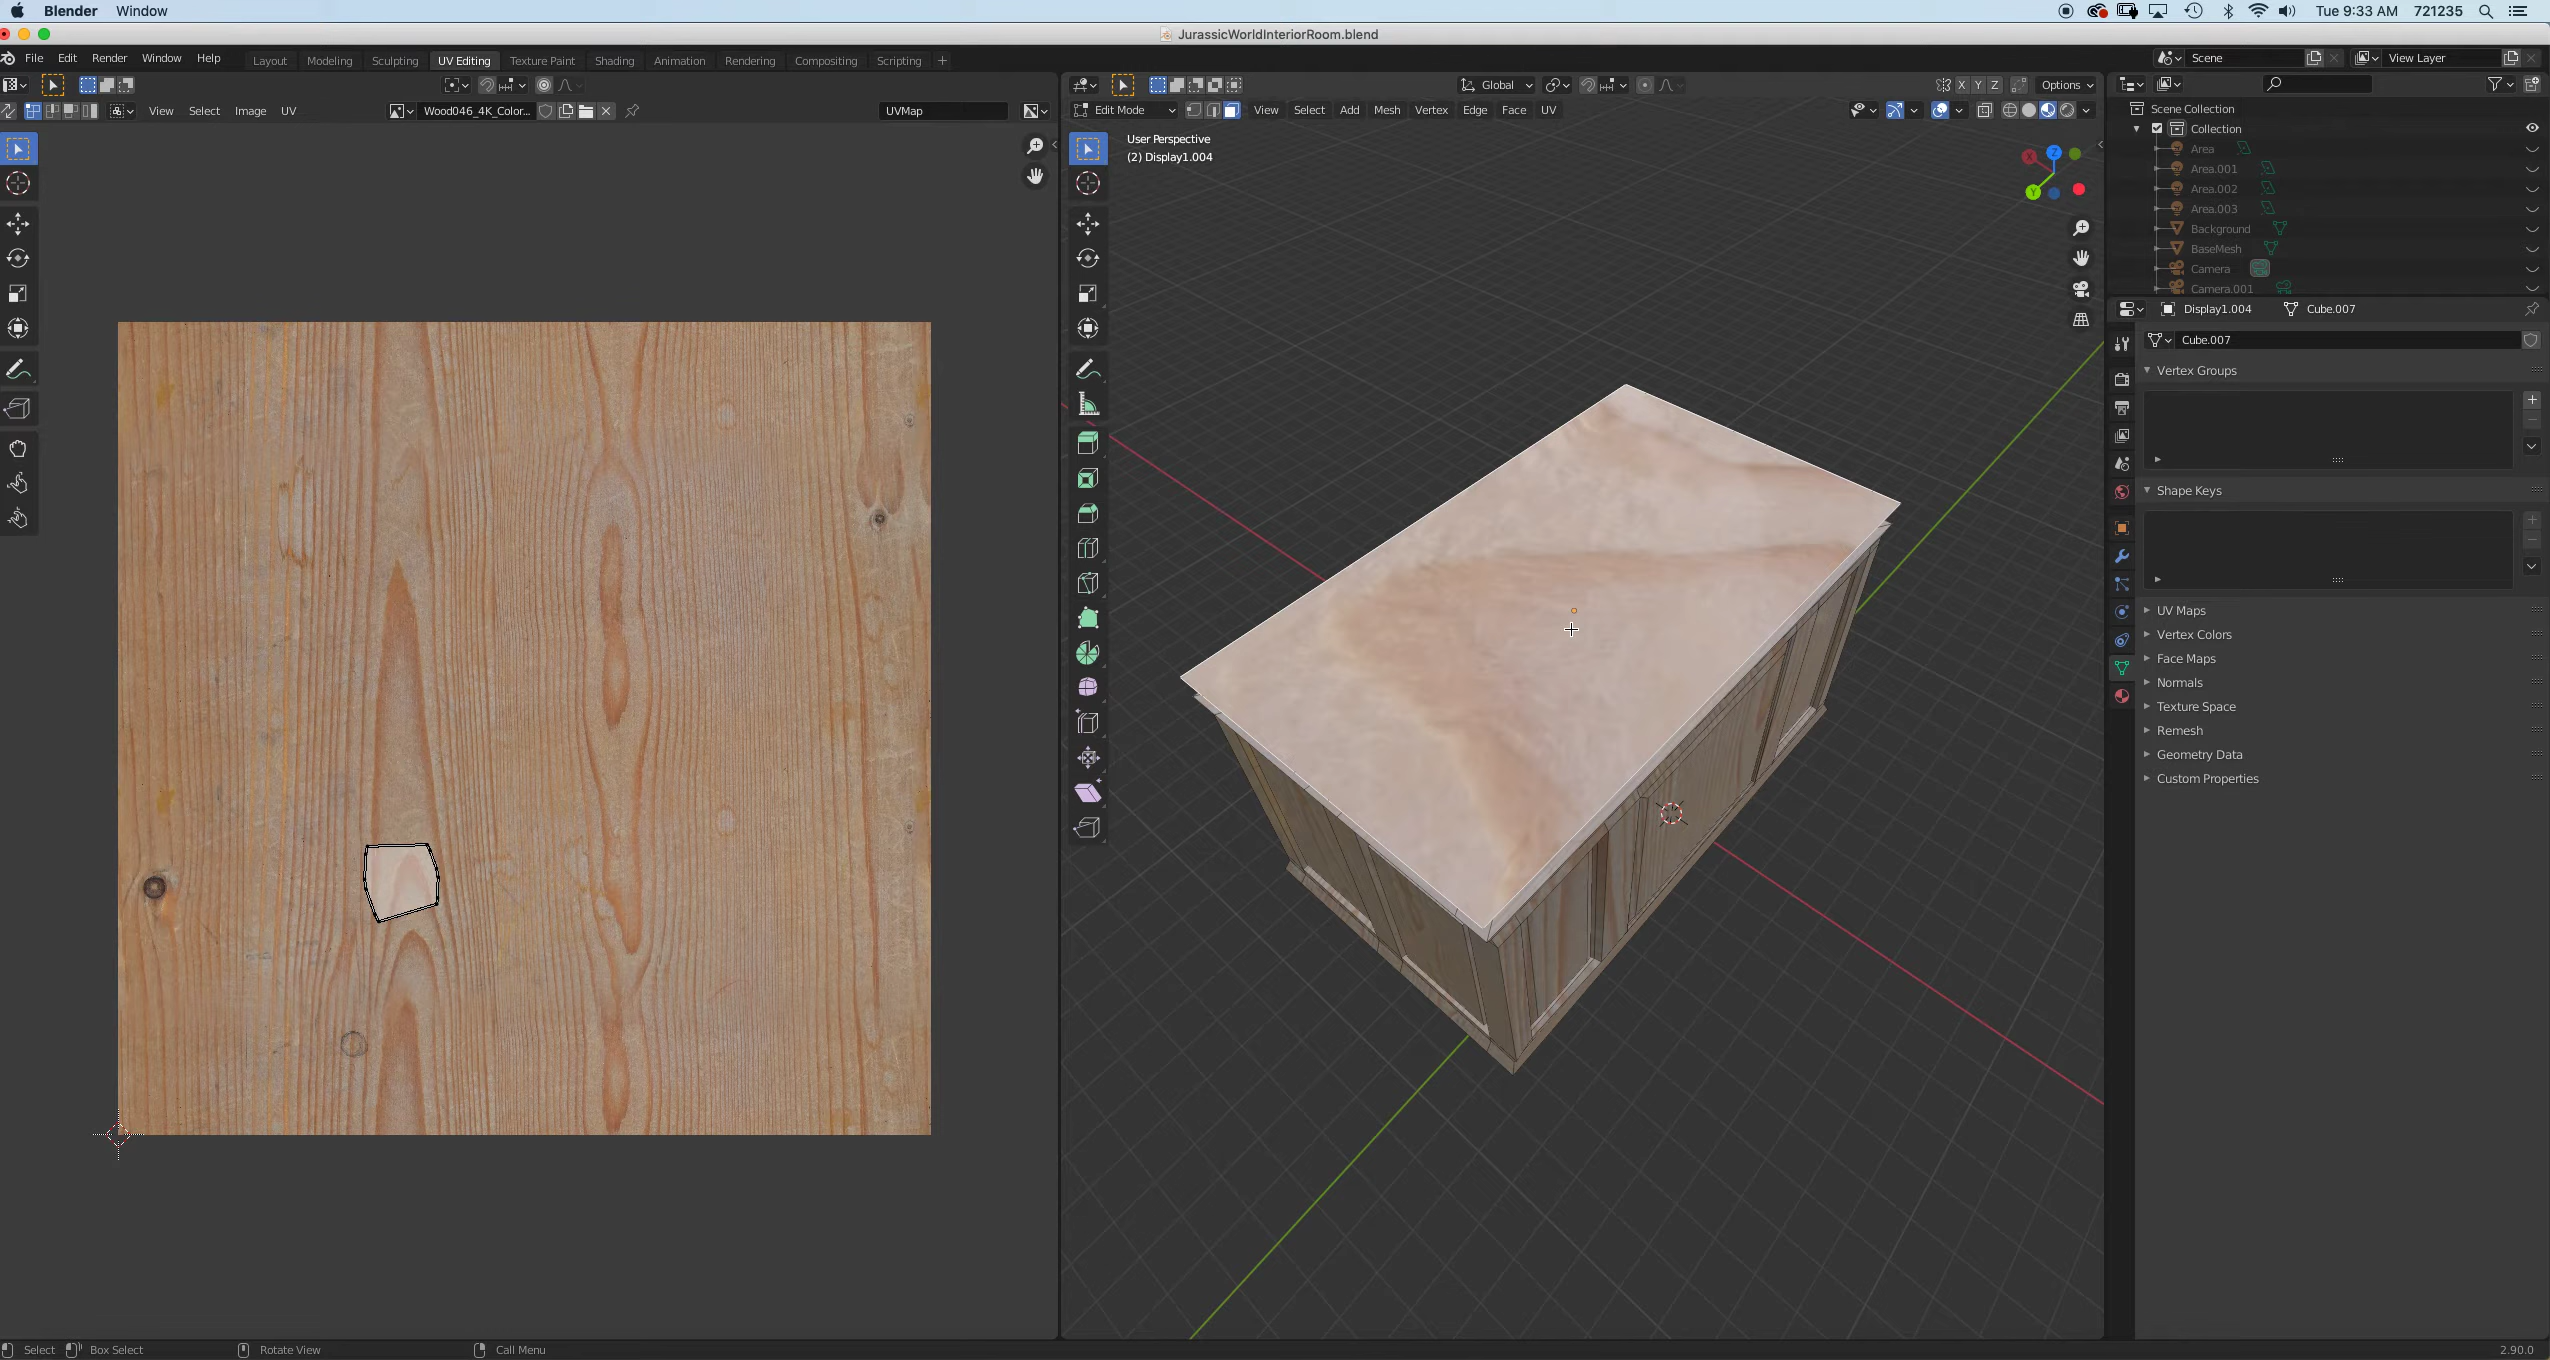 Blender Window
Tue 9:33 AM 721235
JurassicWorldInteriorRoom.blend
File Edit Render Window Help
Layout Modeling Sculpting UV Editing Texture Paint Shading Animation Rendering Compositing Scripting +
Scene
View Layer
Global
X Y Z
Options
View Select Image UV
Wood046_4K_Color...
UVMap
Edit Mode
View Select Add Mesh Vertex Edge Face UV
User Perspective
(2) Display1.004
X
Z
Y
Scene Collection
Collection
Area
Area.001
Area.002
Area.003
Background
BaseMesh
Camera
Camera.001
Display1.004
Cube.007
Cube.007
Vertex Groups
Shape Keys
UV Maps
Vertex Colors
Face Maps
Normals
Texture Space
Remesh
Geometry Data
Custom Properties
Select
Box Select
Rotate View
Call Menu
2.90.0